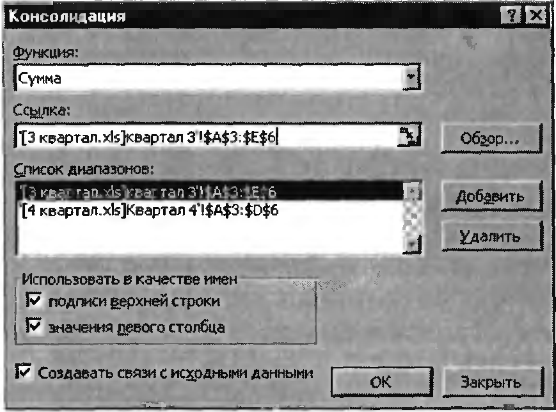 Консолидация
Функция:
Сумма
Ссылка:
'[3 квартал.xls]квартал 3'!$A$3:$E$6
Обзор...
Список диапазонов:
'[3 квартал.xls]квартал 3'!$A$3:$E$6
'[4 квартал.xls]Квартал 4'!$A$3:$D$6
Добавить
Удалить
Использовать в качестве имен
подписи верхней строки
значения левого столбца
Создавать связи с исходными данными
ОК
Закрыть